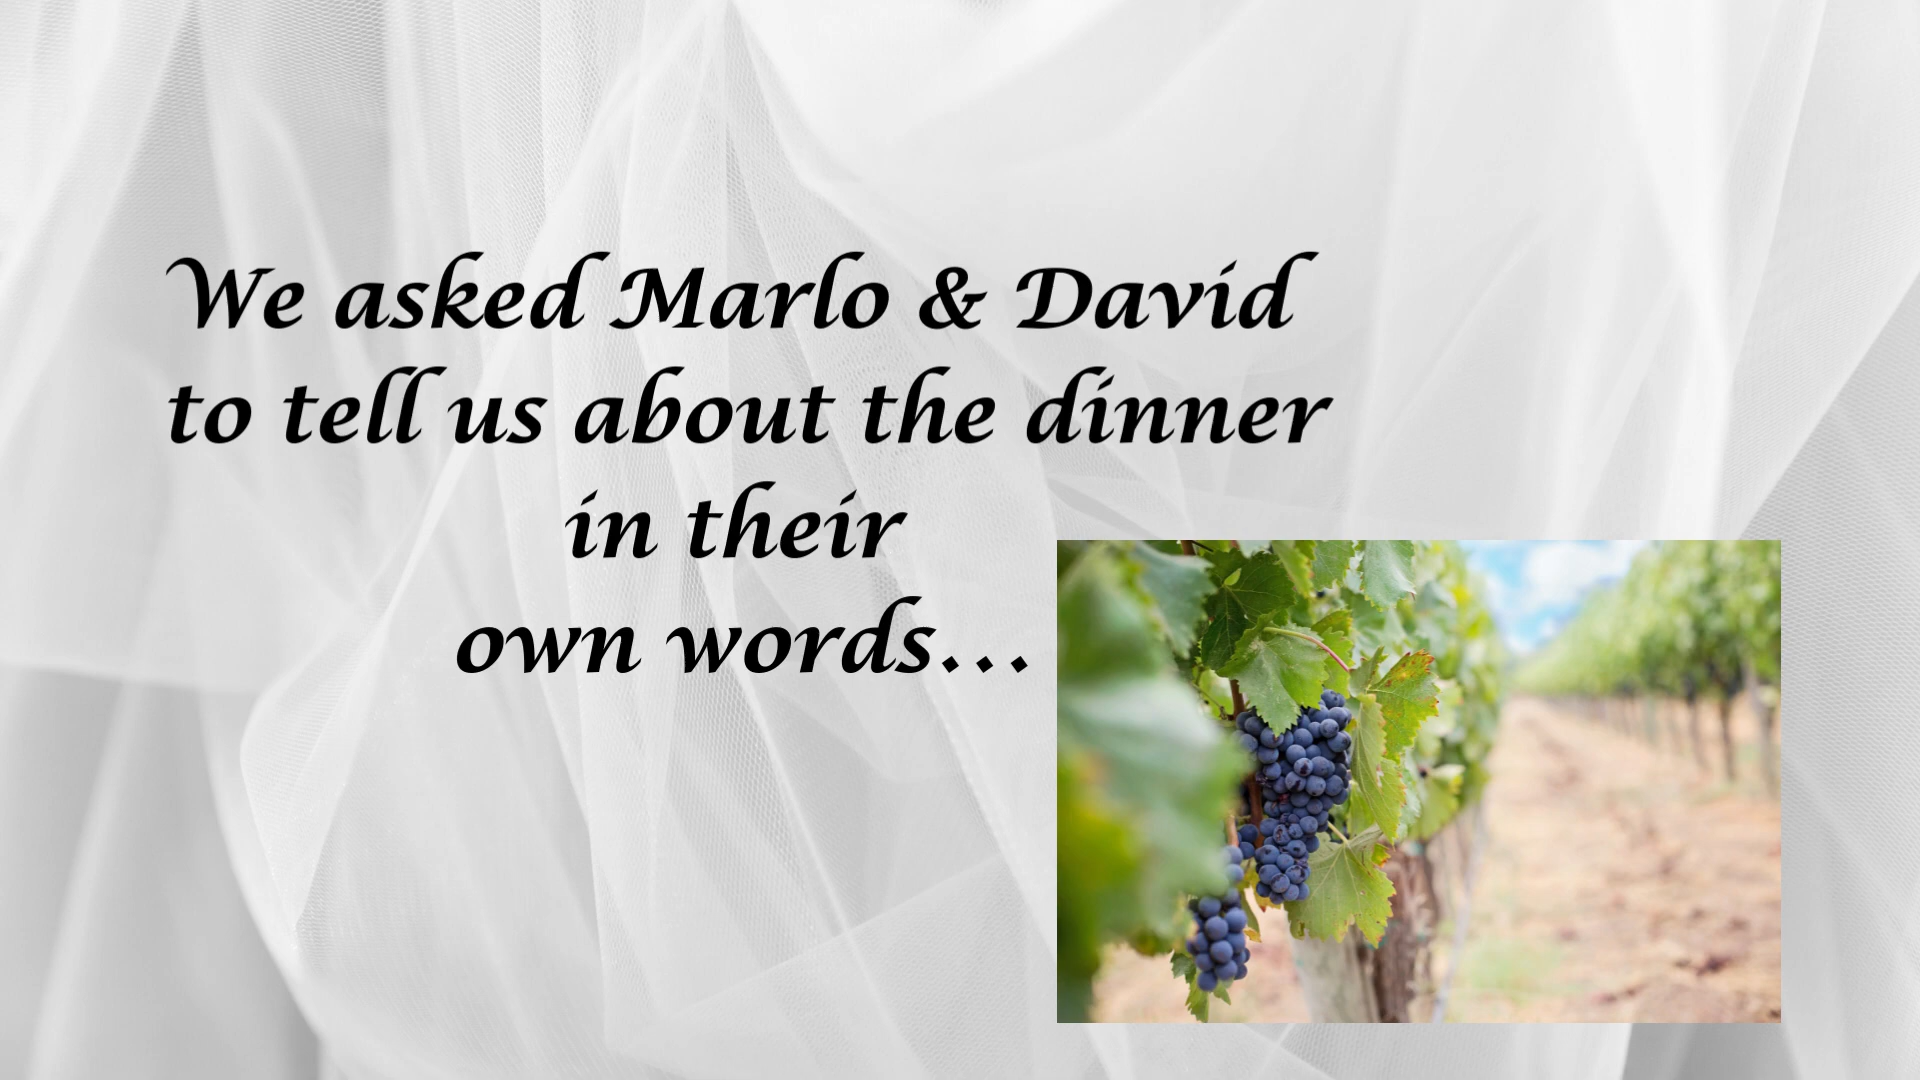 We asked Marlo & David
to tell us about the dinner
in their
own words...